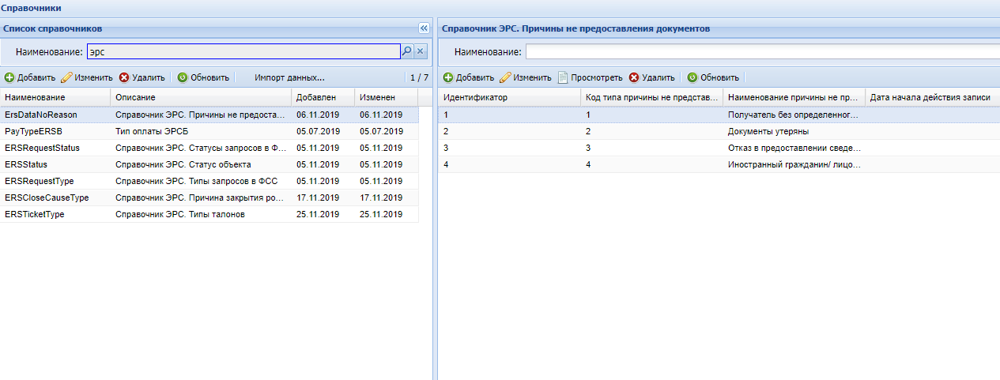 Справочники
Список справочников
Наименование: эрс
Добавить Изменить Удалить Обновить Импорт данных... 1 / 7
Наименование Описание Добавлен Изменен
ErsDataNoReason Справочник ЭРС. Причины не предоста... 06.11.2019 06.11.2019
PayTypeERSB Тип оплаты ЭРСБ 05.07.2019 05.07.2019
ERSRequestStatus Справочник ЭРС. Статусы запросов в Ф... 05.11.2019 05.11.2019
ERSStatus Справочник ЭРС. Статус объекта 05.11.2019 05.11.2019
ERSRequestType Справочник ЭРС. Типы запросов в ФСС 05.11.2019 05.11.2019
ERSCloseCauseType Справочник ЭРС. Причина закрытия ро... 17.11.2019 17.11.2019
ERSTicketType Справочник ЭРС. Типы талонов 25.11.2019 25.11.2019
Справочник ЭРС. Причины не предоставления документов
Наименование:
Добавить Изменить Просмотреть Удалить Обновить
Идентификатор Код типа причины не представ... Наименование причины не пр... Дата начала действия записи
1 1 Получатель без определенног...
2 2 Документы утеряны
3 3 Отказ в предоставлении сведе...
4 4 Иностранный гражданин/ лицо...